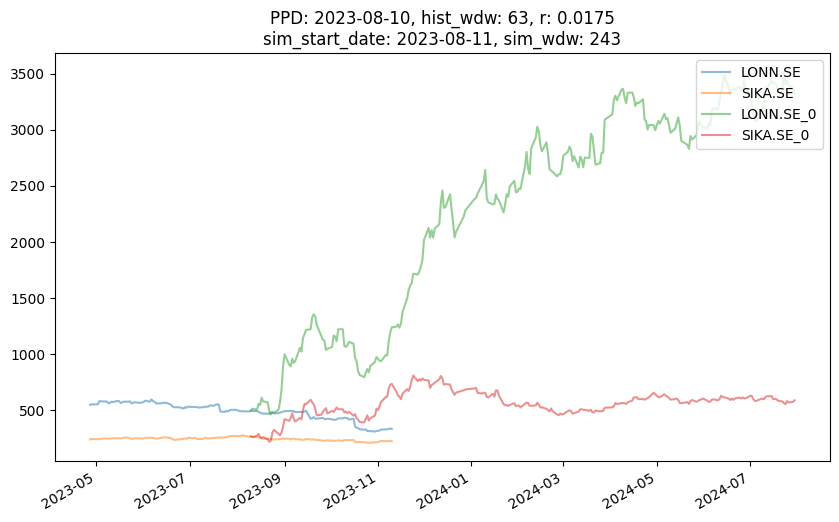 PPD: 2023-08-10, hist_wdw: 63, r: 0.0175
sim_start_date: 2023-08-11, sim_wdw: 243
3500
3000
2500
2000
1500
1000
500
LONN.SE
SIKA.SE
LONN.SE_0
SIKA.SE_0
2023-05
2023-07
2023-09
2023-11
2024-01
2024-03
2024-05
2024-07